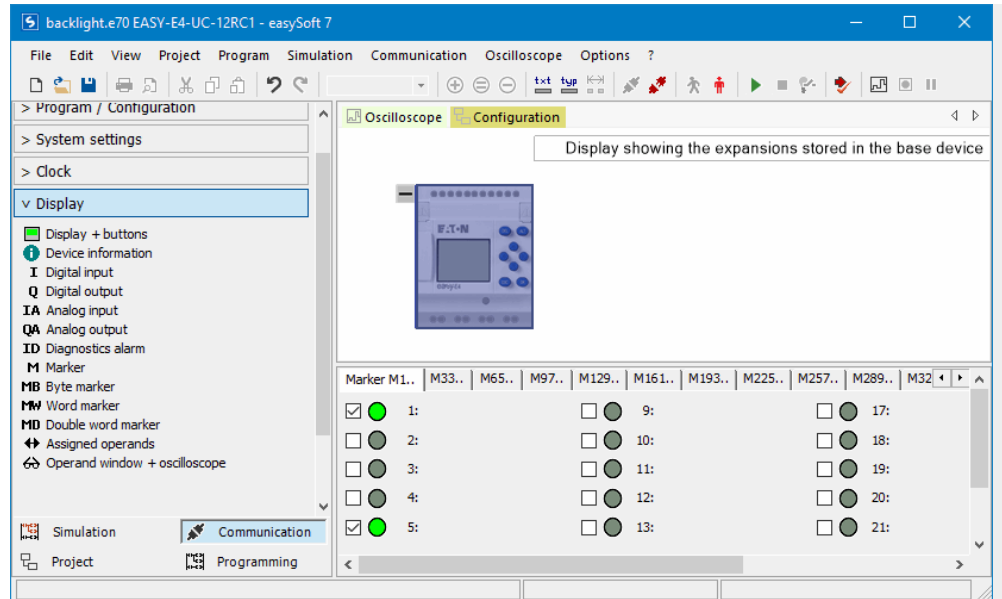 backlight.e70 EASY-E4-UC-12RC1 - easySoft 7
File Edit View Project Program Simulation Communication Oscilloscope Options ?
txt typ
> Program / Configuration
> System settings
> Clock
v Display
Display + buttons
Device information
I Digital input
Q Digital output
IA Analog input
QA Analog output
ID Diagnostics alarm
M Marker
MB Byte marker
MW Word marker
MD Double word marker
Assigned operands
Operand window + oscilloscope
Simulation Communication
Project Programming
Oscilloscope Configuration
Display showing the expansions stored in the base device
E·T·N
Marker M1.. M33.. M65.. M97.. M129.. M161.. M193.. M225.. M257.. M289.. M32
1: 9: 17:
2: 10: 18:
3: 11: 19:
4: 12: 20:
5: 13: 21: